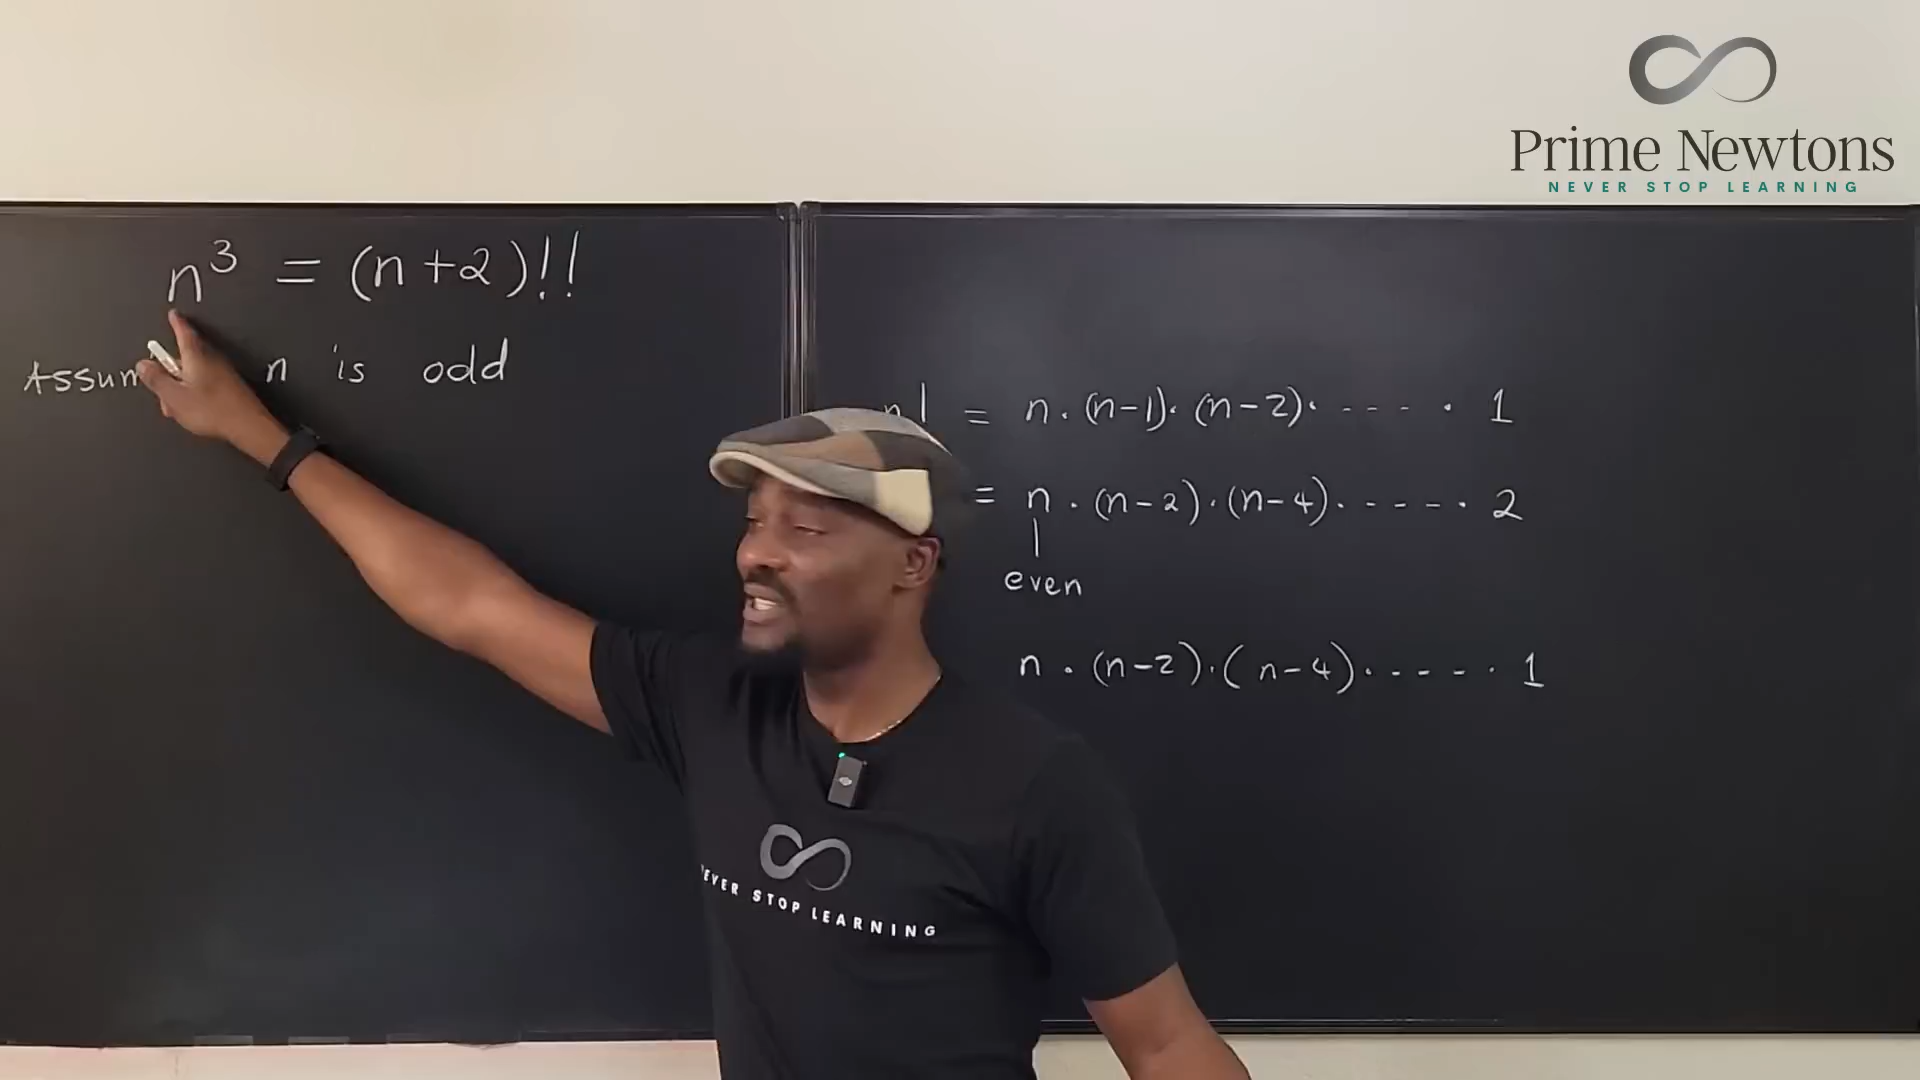 Prime Newtons
NEVER STOP LEARNING
n³ = (n+2)!!
n is odd
n! = n · (n-1) · (n-2) · ---- · 1
= n · (n-2) · (n-4) · ----- · 2
even
n · (n-2) · (n-4) · ----- · 1
EVER STOP LEARNING